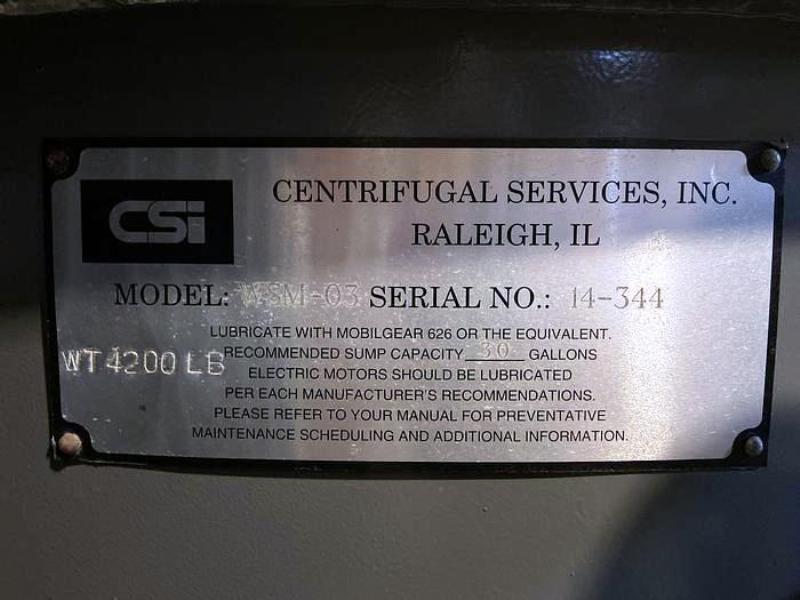 CSi
CENTRIFUGAL SERVICES, INC.
RALEIGH, IL
MODEL: WSM-03 SERIAL NO.: 14-344
LUBRICATE WITH MOBILGEAR 626 OR THE EQUIVALENT.
RECOMMENDED SUMP CAPACITY 30 GALLONS
WT 4200 LB
ELECTRIC MOTORS SHOULD BE LUBRICATED
PER EACH MANUFACTURER'S RECOMMENDATIONS.
PLEASE REFER TO YOUR MANUAL FOR PREVENTATIVE
MAINTENANCE SCHEDULING AND ADDITIONAL INFORMATION.